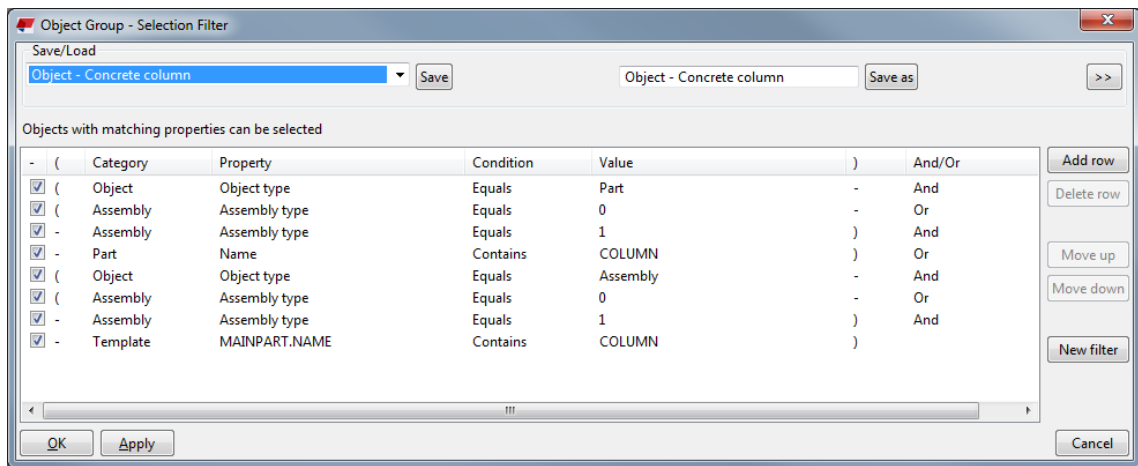 Object Group - Selection Filter
Save/Load
Object - Concrete column Save Object - Concrete column Save as >>
Objects with matching properties can be selected
- ( Category Property Condition Value ) And/Or Add row
( Object Object type Equals Part - And
Delete row
( Assembly Assembly type Equals 0 - Or
- Assembly Assembly type Equals 1 ) And
- Part Name Contains COLUMN ) Or Move up
( Object Object type Equals Assembly - And
Move down
( Assembly Assembly type Equals 0 - Or
- Assembly Assembly type Equals 1 ) And
- Template MAINPART.NAME Contains COLUMN ) New filter
OK Apply Cancel